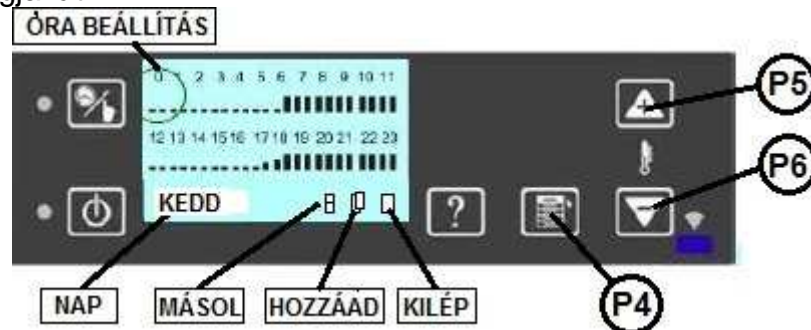 ÓRA BEÁLLÍTÁS
0 1 2 3 4 5 6 7 8 9 10 11
12 13 14 15 16 17 18 19 20 21 22 23
KEDD
?
P5
P6
P4
NAP
MÁSOL
HOZZÁAD
KILÉP